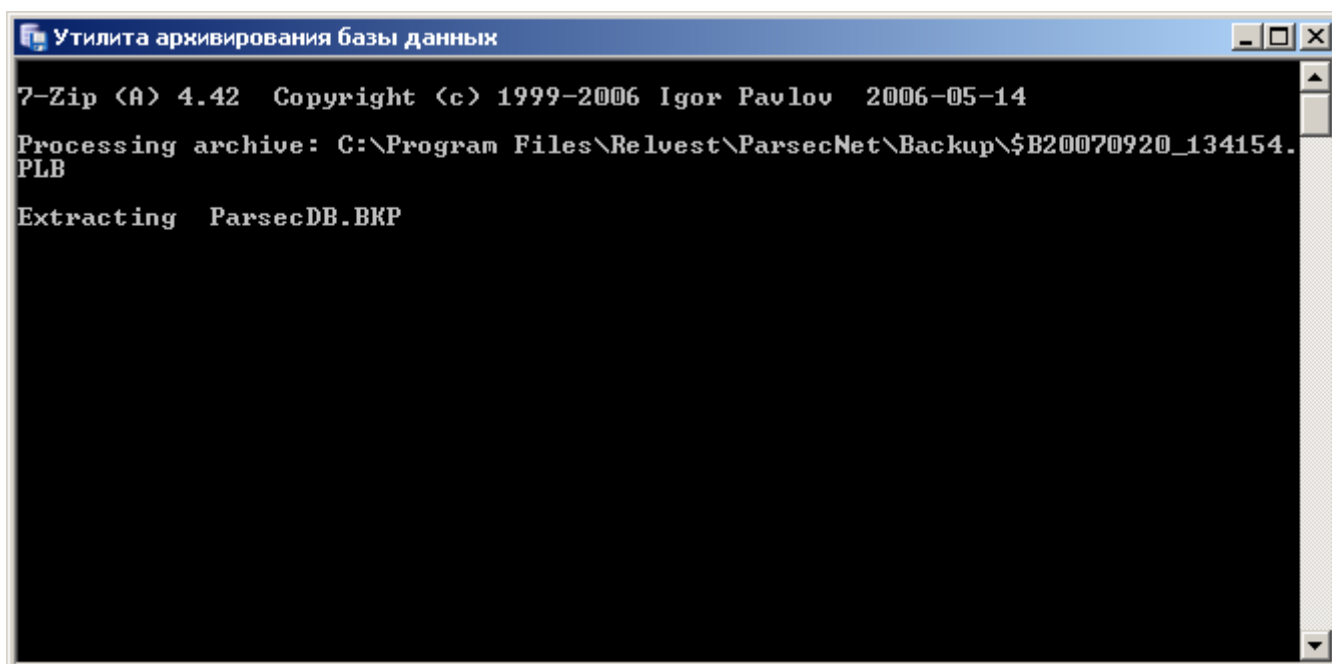 Утилита архивирования базы данных
7-Zip (A) 4.42  Copyright (c) 1999-2006 Igor Pavlov  2006-05-14
Processing archive: C:\Program Files\Relvest\ParsecNet\Backup\$B20070920_134154.
PLB
Extracting  ParsecDB.BKP